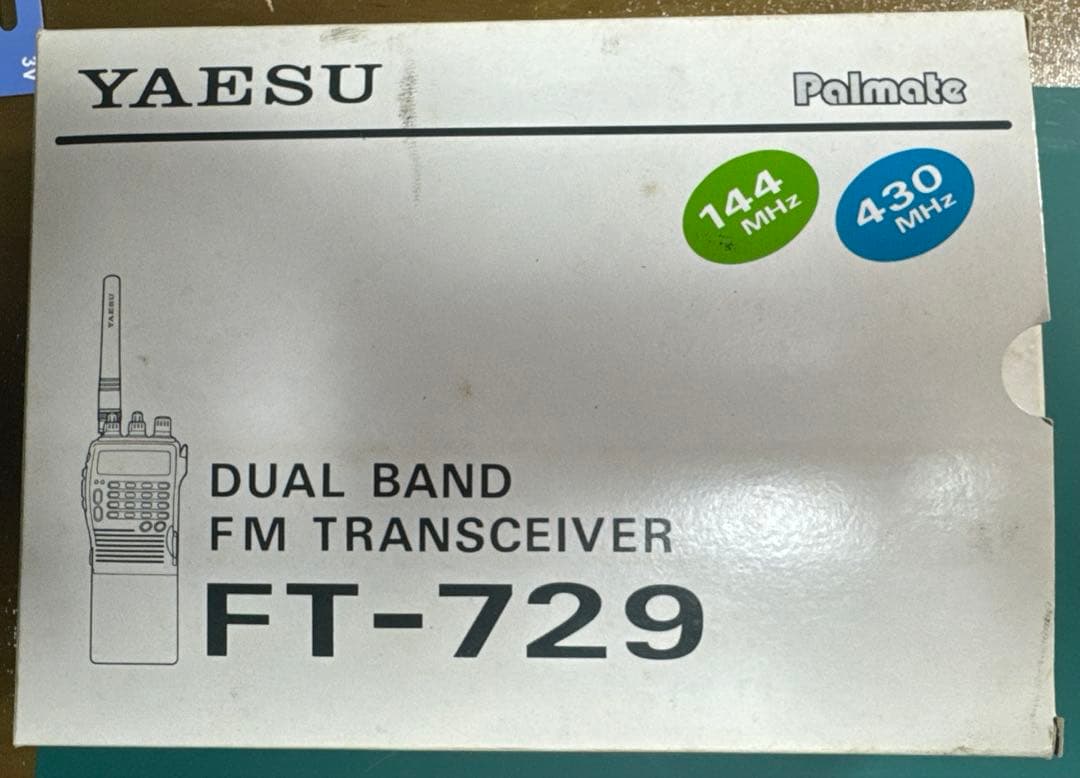 YAESU
Palmate
144
MHz
430
MHz
YAESU
DUAL BAND
FM TRANSCEIVER
FT-729
3V